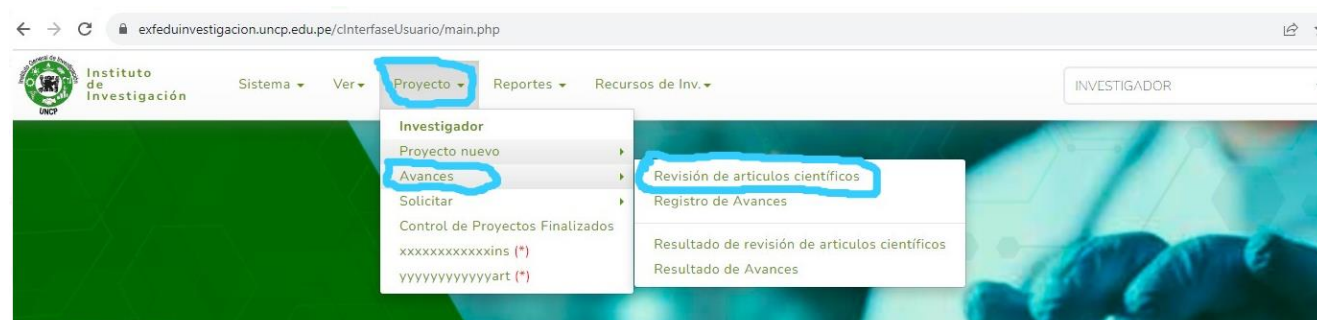 exfeduinvestigacion.uncp.edu.pe/cInterfaseUsuario/main.php
Instituto
de
Investigación
UNCP
Sistema
Ver
Proyecto
Reportes
Recursos de Inv.
INVESTIGADOR
Investigador
Proyecto nuevo
Avances
Revisión de articulos científicos
Solicitar
Registro de Avances
Control de Proyectos Finalizados
xxxxxxxxxxxxins (*)
Resultado de revisión de articulos científicos
yyyyyyyyyyyyart (*)
Resultado de Avances